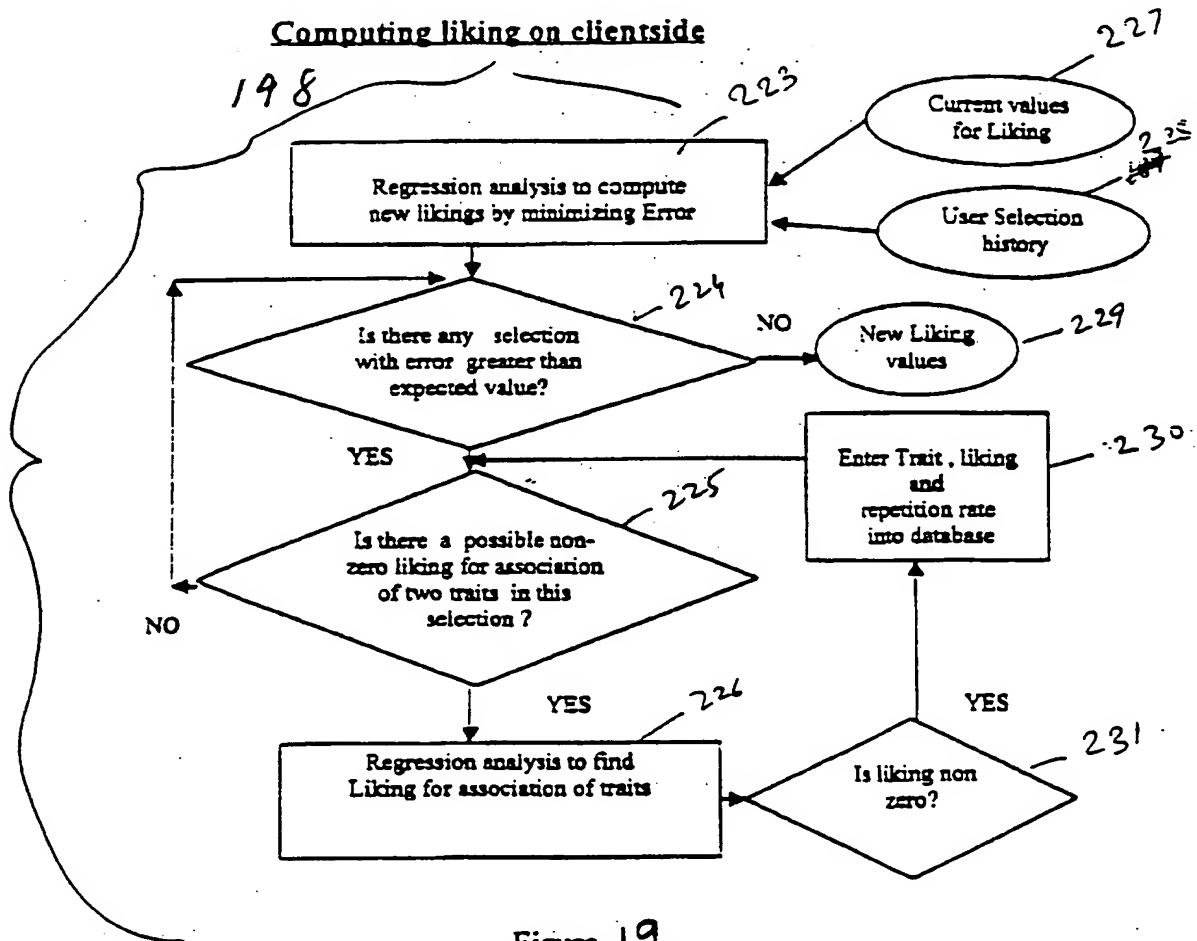 Computing liking on clientside
198
223
227
Current values
for Liking
Regression analysis to compute
new likings by minimizing Error
User Selection
history
224
Is there any selection
with error greater than
expected value?
NO
New Liking
values
229
YES
Enter Trait , liking
and
repetition rate
into database
230
225
Is there a possible non-
zero liking for association
of two traits in this
selection ?
NO
YES
226
Regression analysis to find
Liking for association of traits
YES
231
Is liking non
zero?
Figure 19